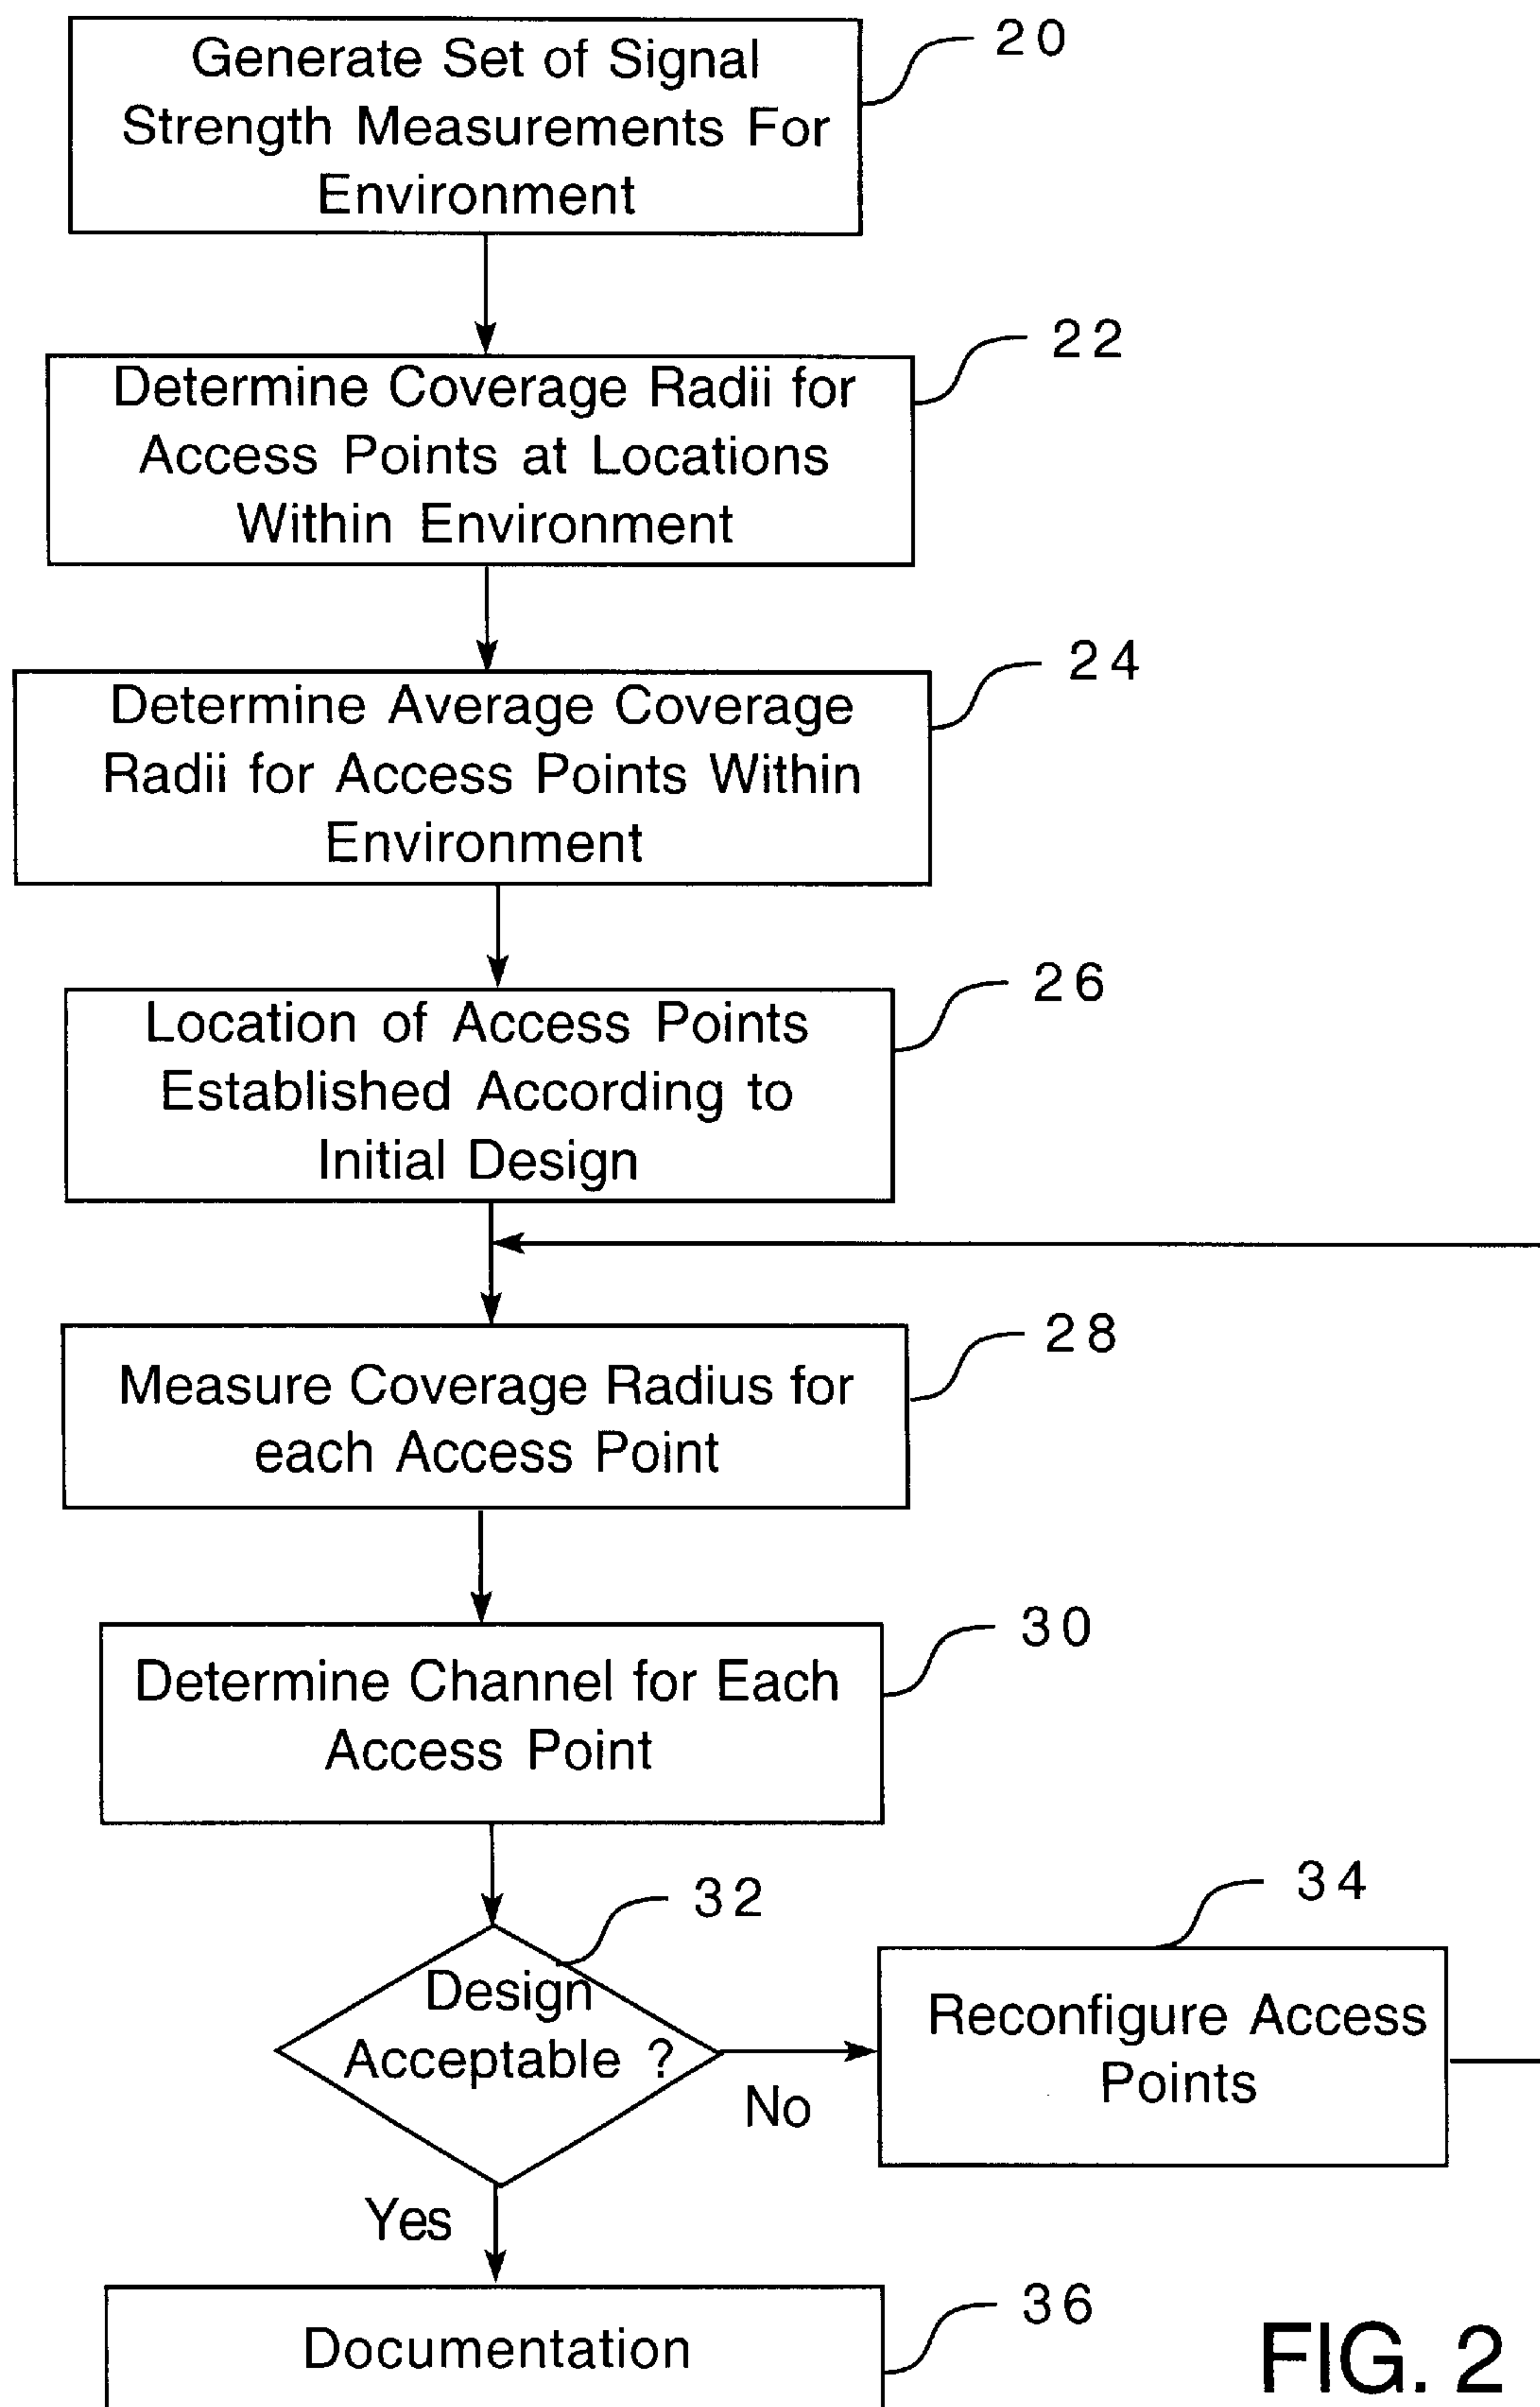 Generate Set of Signal
Strength Measurements For
Environment
20
Determine Coverage Radii for
Access Points at Locations
Within Environment
22
Determine Average Coverage
Radii for Access Points Within
Environment
24
Location of Access Points
Established According to
Initial Design
26
Measure Coverage Radius for
each Access Point
28
Determine Channel for Each
Access Point
30
Design
Acceptable ?
32
No
Reconfigure Access
Points
34
Yes
Documentation
36
FIG. 2